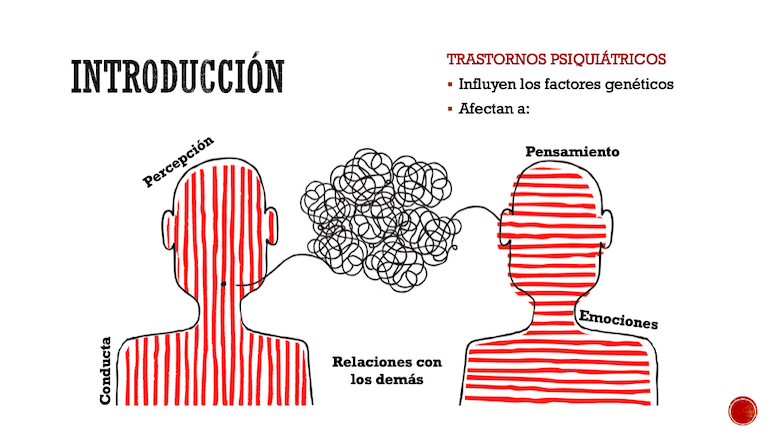 INTRODUCCIÓN
TRASTORNOS PSIQUIÁTRICOS
▪ Influyen los factores genéticos
▪ Afectan a:
Percepción
Pensamiento
Emociones
Conducta
Relaciones con
los demás